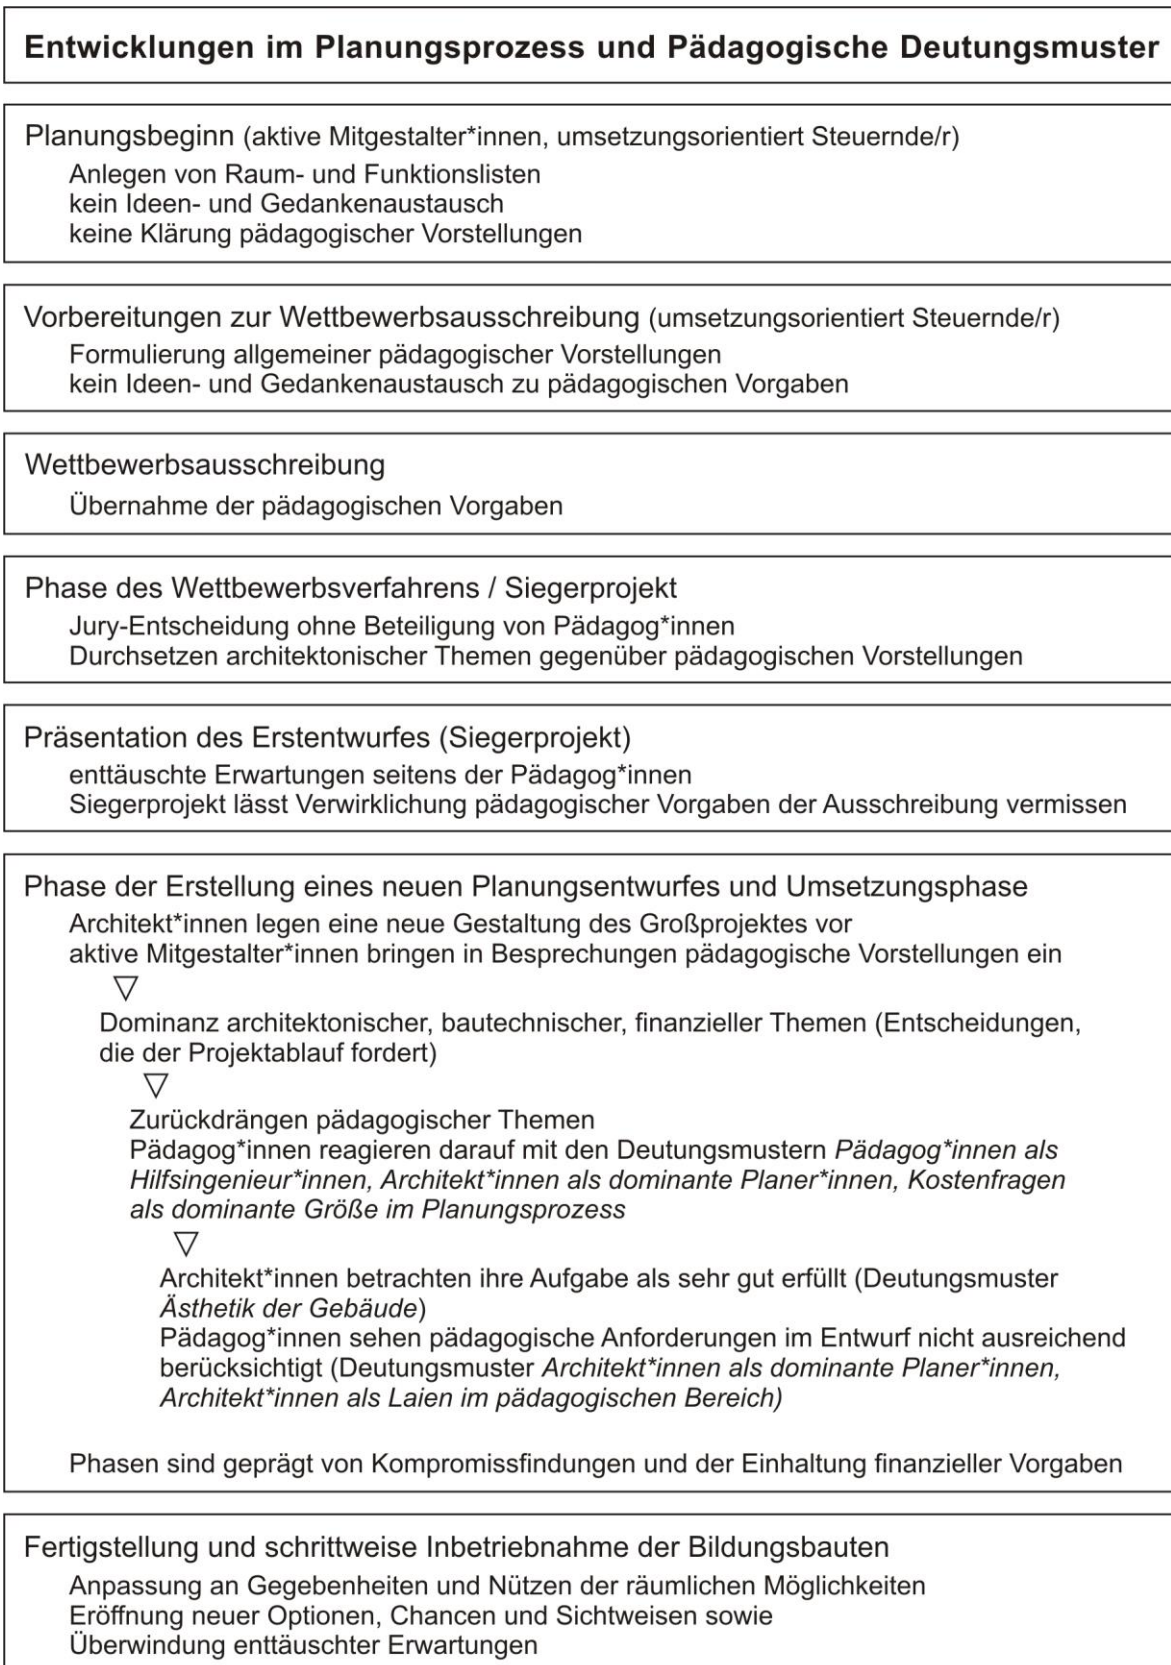 Entwicklungen im Planungsprozess und Pädagogische Deutungsmuster
Planungsbeginn (aktive Mitgestalter*innen, umsetzungsorientiert Steuernde/r)
Anlegen von Raum- und Funktionslisten
kein Ideen- und Gedankenaustausch
keine Klärung pädagogischer Vorstellungen
Vorbereitungen zur Wettbewerbsausschreibung (umsetzungsorientiert Steuernde/r)
Formulierung allgemeiner pädagogischer Vorstellungen
kein Ideen- und Gedankenaustausch zu pädagogischen Vorgaben
Wettbewerbsausschreibung
Übernahme der pädagogischen Vorgaben
Phase des Wettbewerbsverfahrens / Siegerprojekt
Jury-Entscheidung ohne Beteiligung von Pädagog*innen
Durchsetzen architektonischer Themen gegenüber pädagogischen Vorstellungen
Präsentation des Erstentwurfes (Siegerprojekt)
enttäuschte Erwartungen seitens der Pädagog*innen
Siegerprojekt lässt Verwirklichung pädagogischer Vorgaben der Ausschreibung vermissen
Phase der Erstellung eines neuen Planungsentwurfes und Umsetzungsphase
Architekt*innen legen eine neue Gestaltung des Großprojektes vor
aktive Mitgestalter*innen bringen in Besprechungen pädagogische Vorstellungen ein
Dominanz architektonischer, bautechnischer, finanzieller Themen (Entscheidungen,
die der Projektablauf fordert)
Zurückdrängen pädagogischer Themen
Pädagog*innen reagieren darauf mit den Deutungsmustern Pädagog*innen als
Hilfsingenieur*innen, Architekt*innen als dominante Planer*innen, Kostenfragen
als dominante Größe im Planungsprozess
Architekt*innen betrachten ihre Aufgabe als sehr gut erfüllt (Deutungsmuster
Ästhetik der Gebäude)
Pädagog*innen sehen pädagogische Anforderungen im Entwurf nicht ausreichend
berücksichtigt (Deutungsmuster Architekt*innen als dominante Planer*innen,
Architekt*innen als Laien im pädagogischen Bereich)
Phasen sind geprägt von Kompromissfindungen und der Einhaltung finanzieller Vorgaben
Fertigstellung und schrittweise Inbetriebnahme der Bildungsbauten
Anpassung an Gegebenheiten und Nützen der räumlichen Möglichkeiten
Eröffnung neuer Optionen, Chancen und Sichtweisen sowie
Überwindung enttäuschter Erwartungen